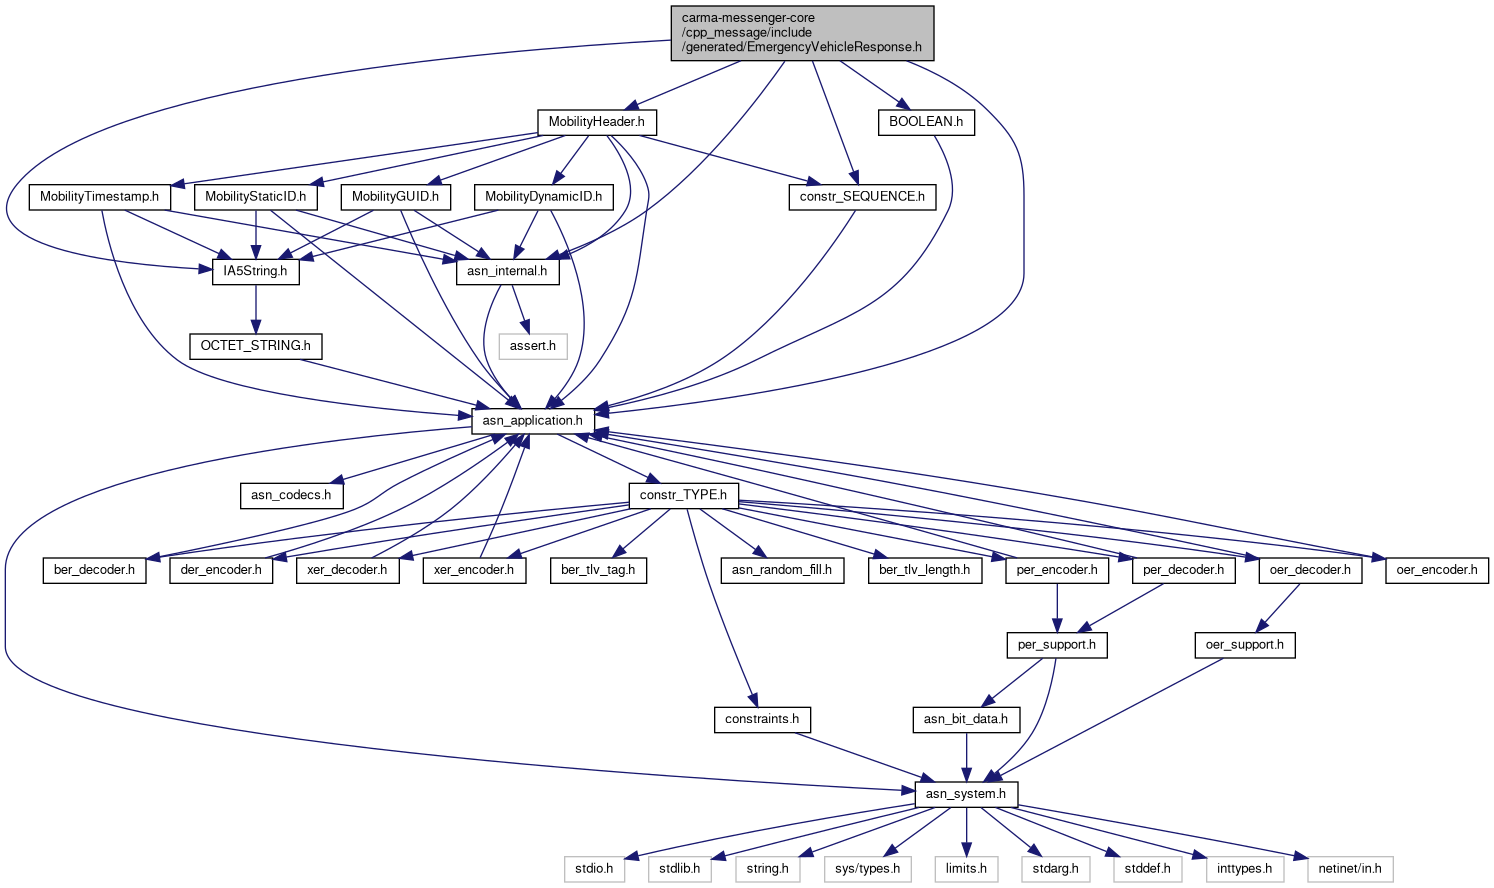 carma-messenger-core
/cpp_message/include
/generated/EmergencyVehicleResponse.h
MobilityHeader.h
BOOLEAN.h
MobilityTimestamp.h
MobilityStaticID.h
MobilityGUID.h
MobilityDynamicID.h
constr_SEQUENCE.h
IA5String.h
asn_internal.h
OCTET_STRING.h
assert.h
asn_application.h
asn_codecs.h
constr_TYPE.h
ber_decoder.h
der_encoder.h
xer_decoder.h
xer_encoder.h
ber_tlv_tag.h
asn_random_fill.h
ber_tlv_length.h
per_encoder.h
per_decoder.h
oer_decoder.h
oer_encoder.h
per_support.h
oer_support.h
constraints.h
asn_bit_data.h
asn_system.h
stdio.h
stdlib.h
string.h
sys/types.h
limits.h
stdarg.h
stddef.h
inttypes.h
netinet/in.h